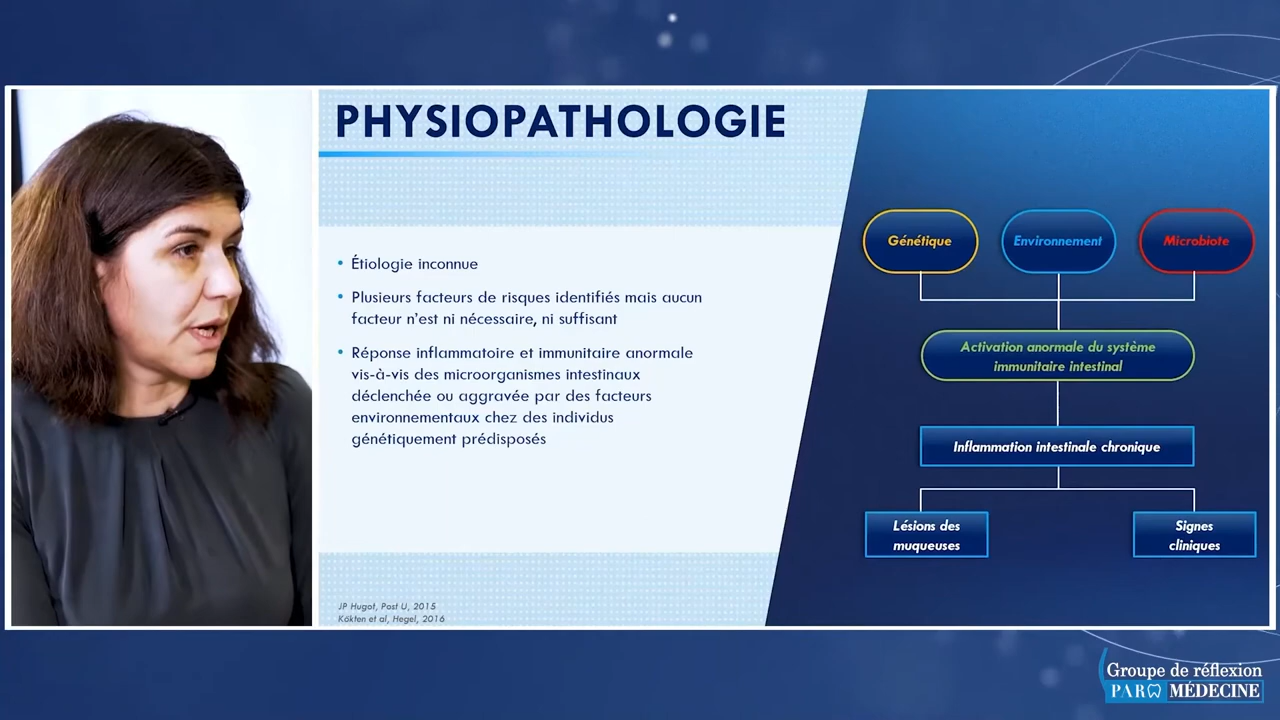 PHYSIOPATHOLOGIE
• Étiologie inconnue
• Plusieurs facteurs de risques identifiés mais aucun
facteur n'est ni nécessaire, ni suffisant
• Réponse inflammatoire et immunitaire anormale
vis-à-vis des microorganismes intestinaux
déclenchée ou aggravée par des facteurs
environnementaux chez des individus
génétiquement prédisposés
JP Hugot, Post U, 2015
Kökten et al, Hegel, 2016
Génétique
Environnement
Microbiote
Activation anormale du système
immunitaire intestinal
Inflammation intestinale chronique
Lésions des
muqueuses
Signes
cliniques
Groupe de réflexion
PARO MÉDECINE